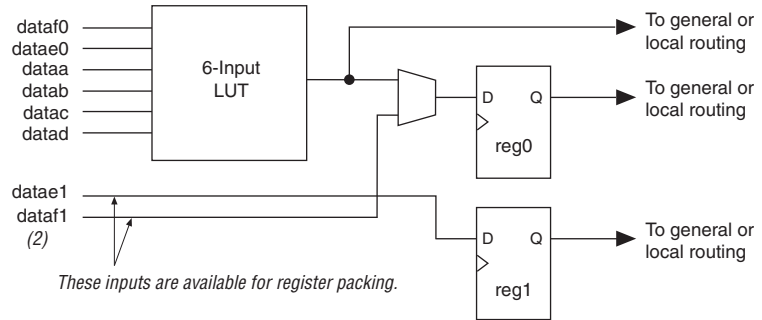 dataf0
datae0
dataa
datab
datac
datad
6-Input
LUT
To general or
local routing
D Q
reg0
To general or
local routing
datae1
dataf1
(2)
D Q
reg1
To general or
local routing
These inputs are available for register packing.